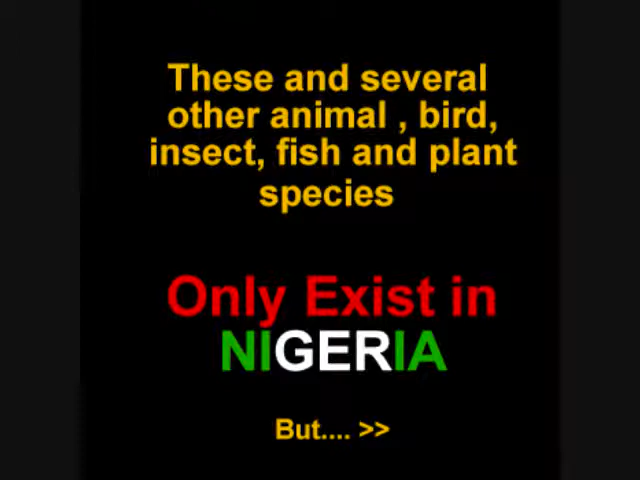 These and several
other animal , bird,
insect, fish and plant
species
Only Exist in
NIGERIA
But.... >>